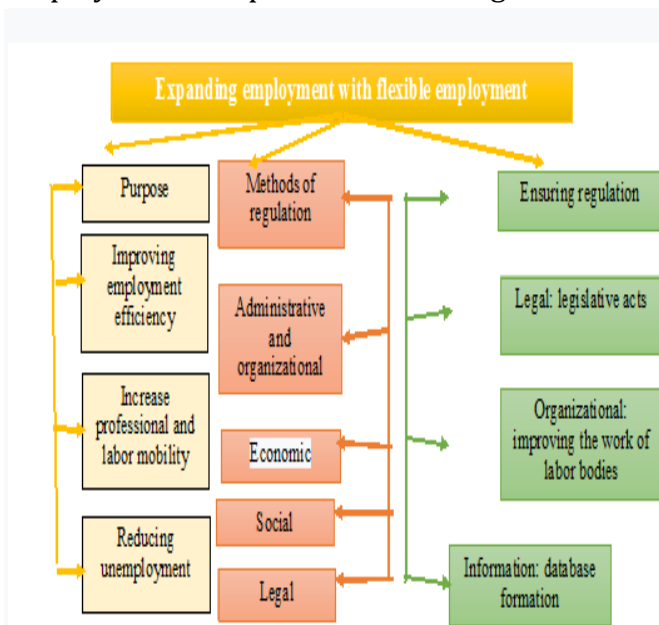 Expanding employment with flexible employment
Purpose
Improving
employment
efficiency
Increase
professional and
labor mobility
Reducing
unemployment
Methods of
regulation
Administrative
and
organizational
Economic
Social
Legal
Ensuring regulation
Legal: legislative acts
Organizational:
improving the work of
labor bodies
Information: database
formation